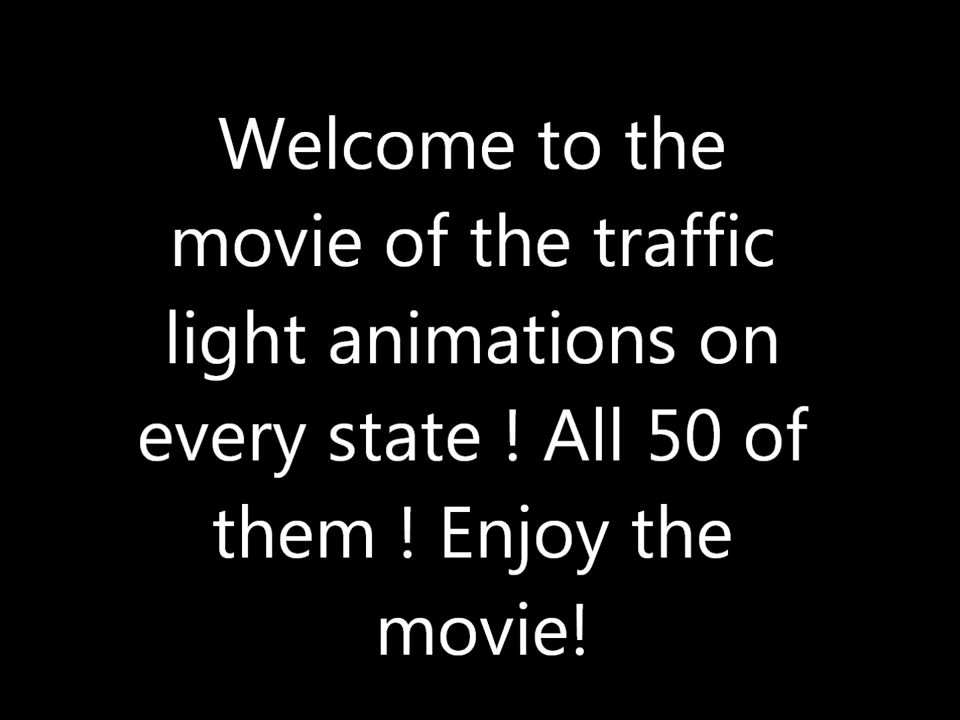 Welcome to the
movie of the traffic
light animations on
every state ! All 50 of
them ! Enjoy the
movie!